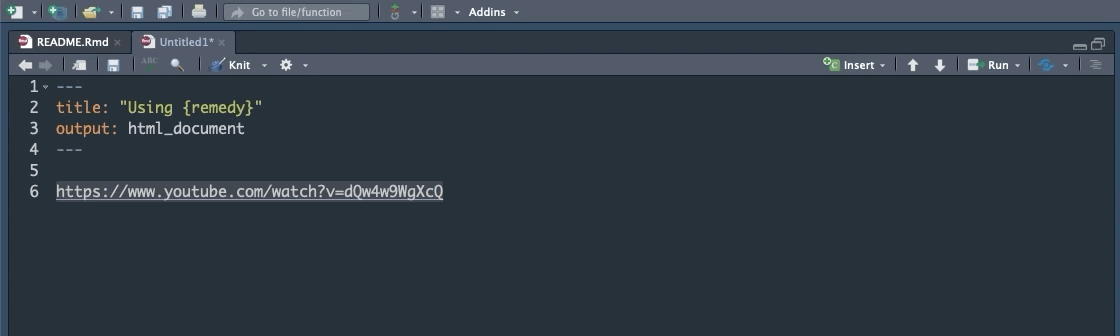 Go to file/function
Addins
README.Rmd
Untitled1*
ABC
Knit
Insert
Run
1 ---
2 title: "Using {remedy}"
3 output: html_document
4 ---
5
6 https://www.youtube.com/watch?v=dQw4w9WgXcQ